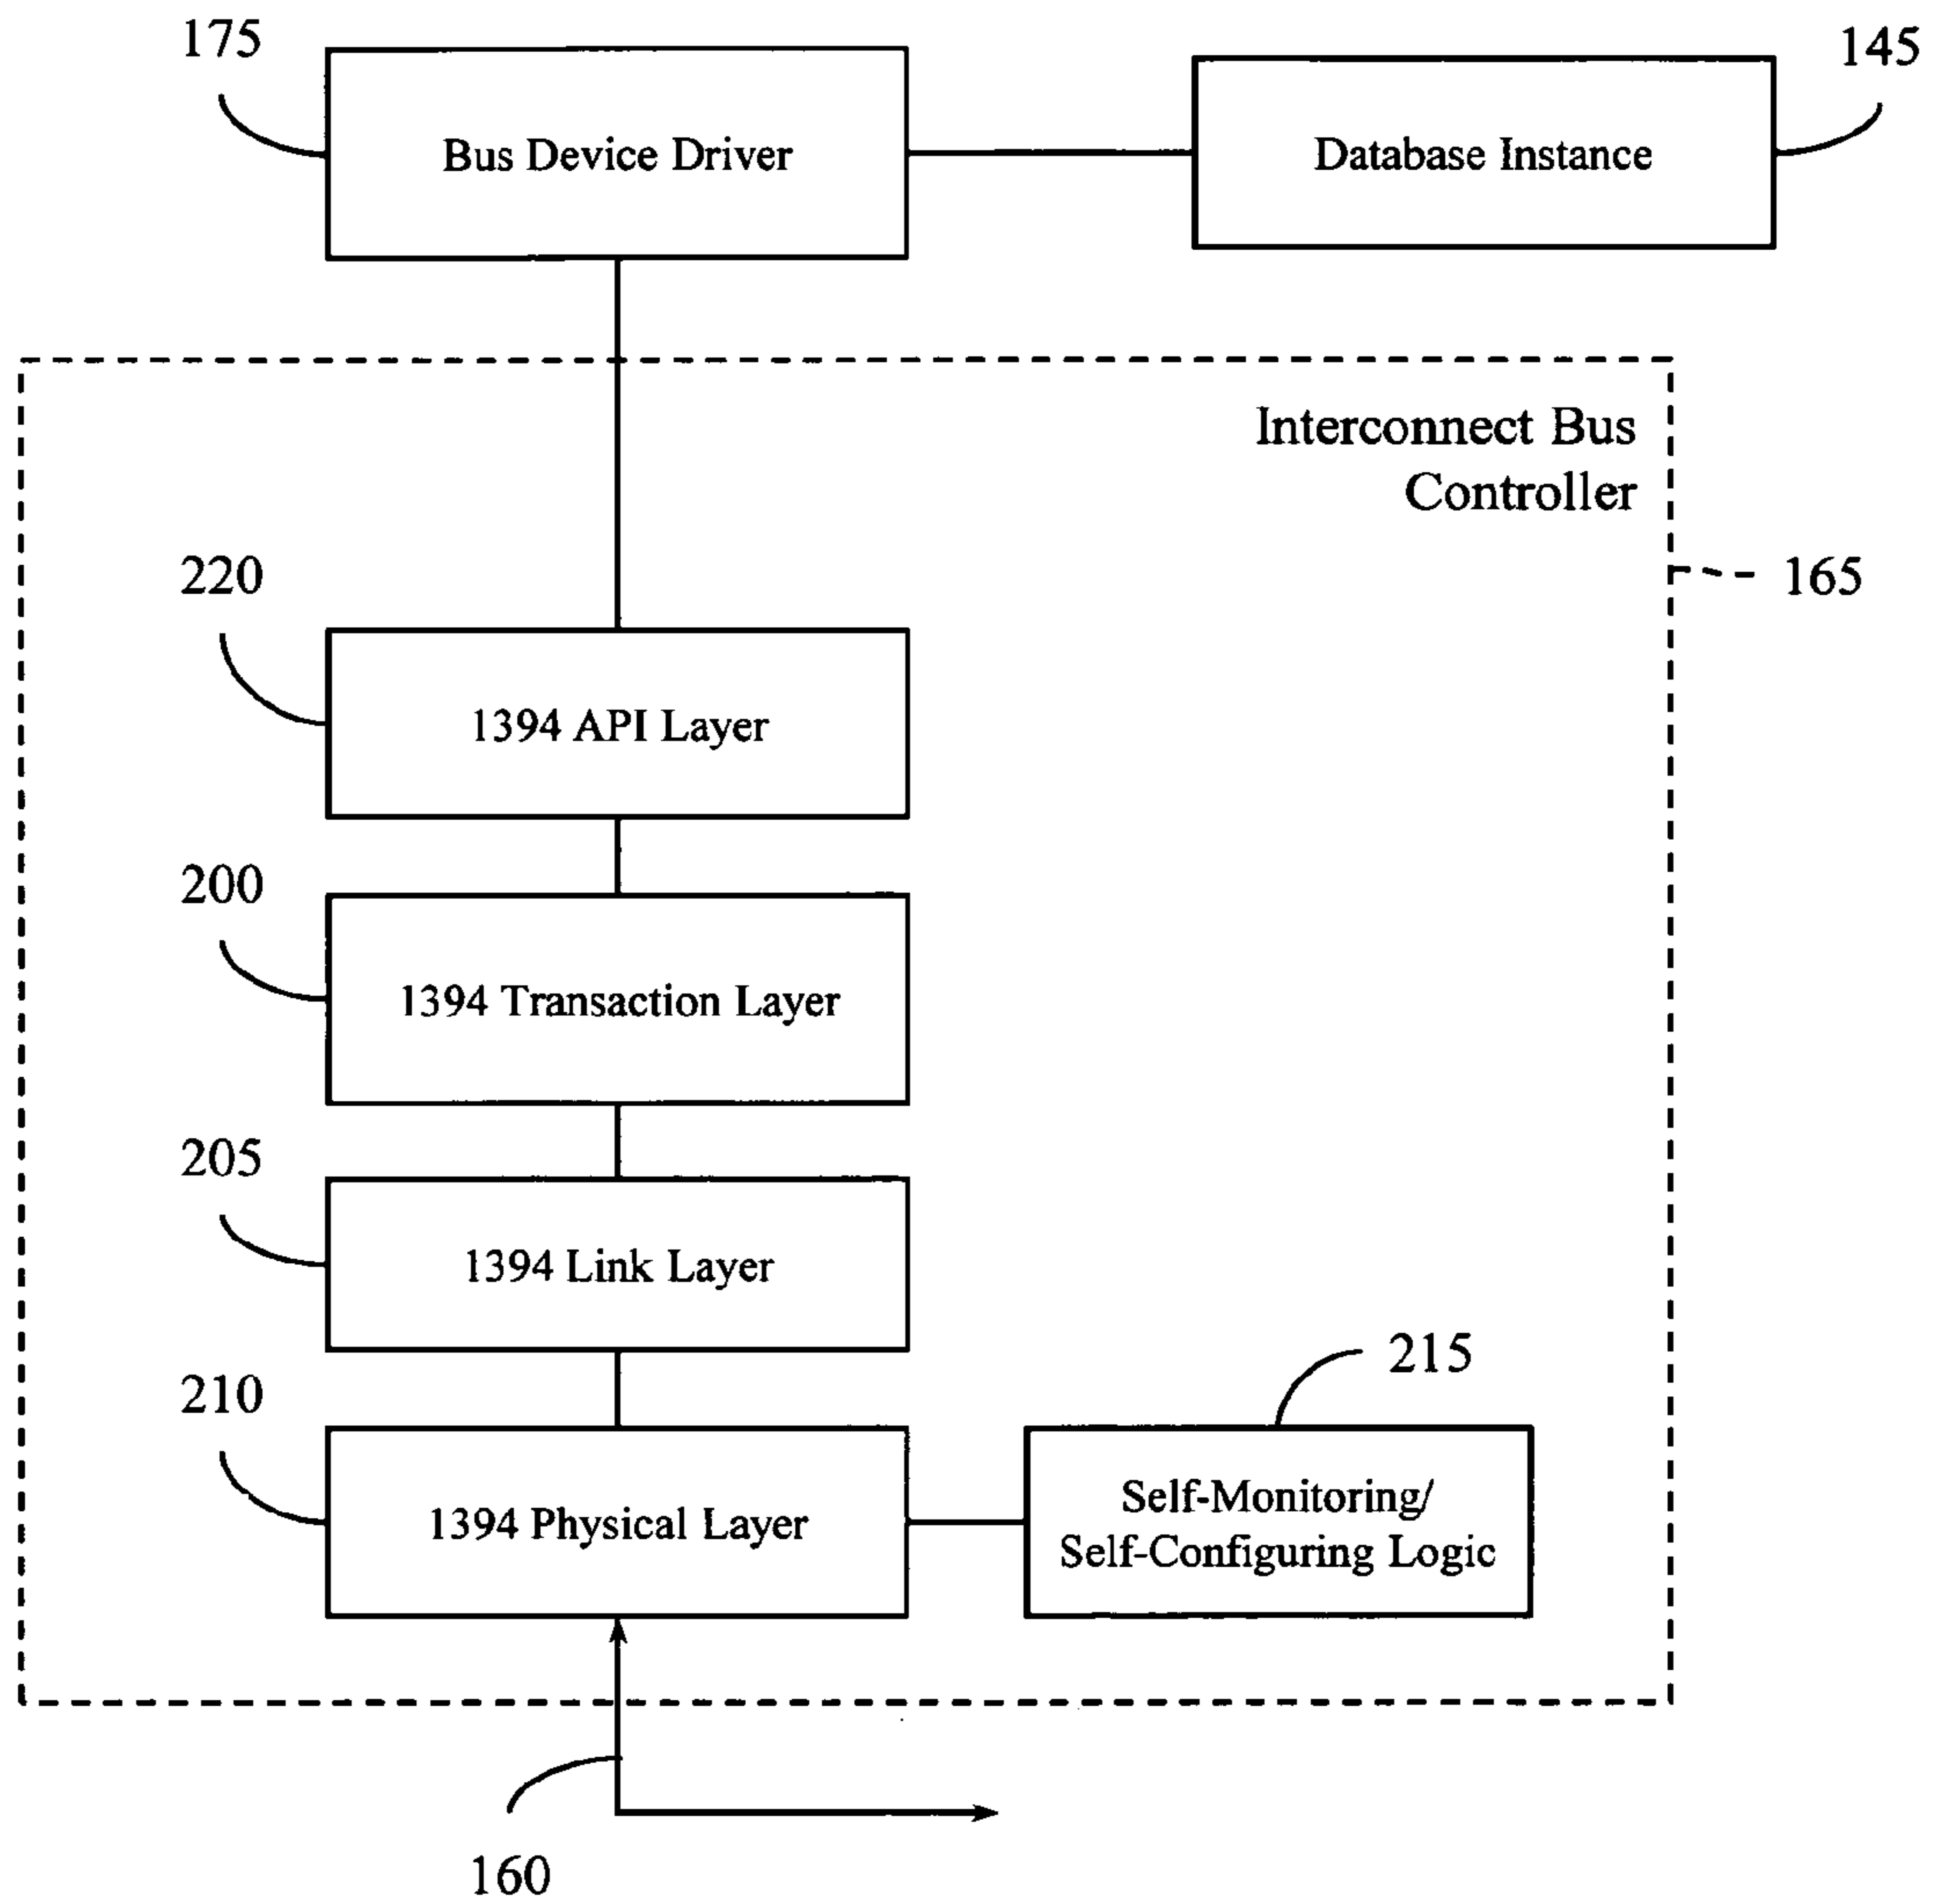 175
145
Bus Device Driver
Database Instance
Interconnect Bus
Controller
220
165
1394 API Layer
200
1394 Transaction Layer
205
1394 Link Layer
215
210
Self-Monitoring/
Self-Configuring Logic
1394 Physical Layer
160